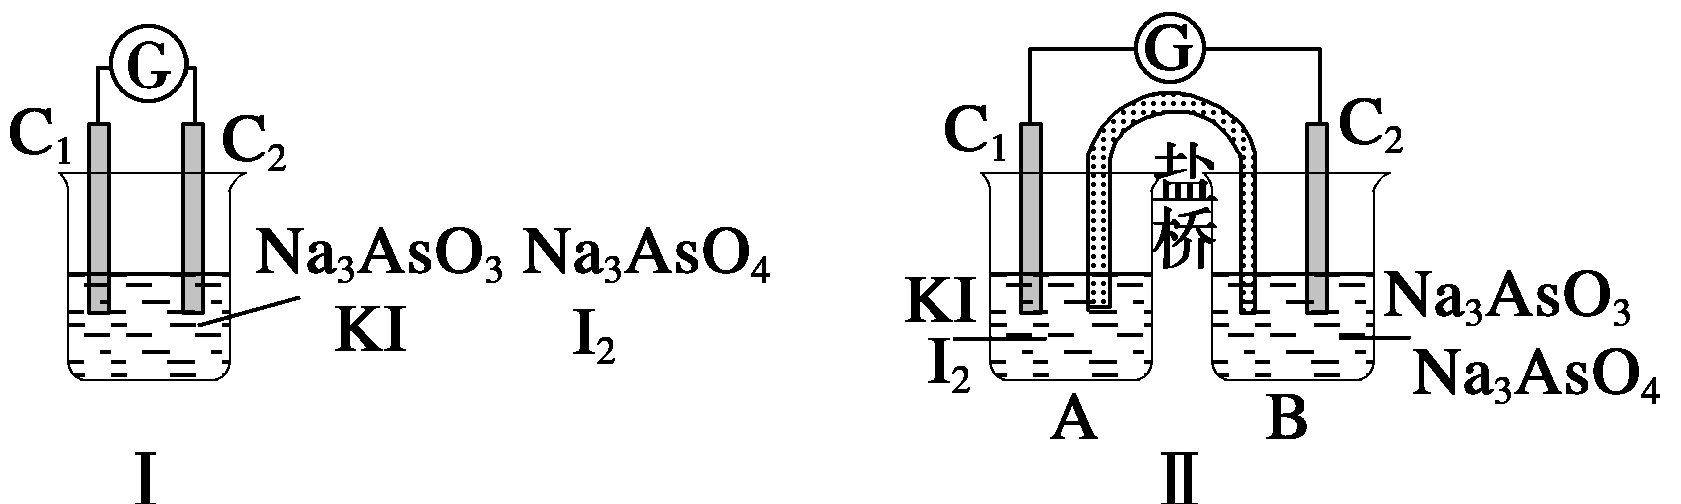 G
C₁ C₂
Na₃AsO₃ Na₃AsO₄
KI I₂
I
G
C₁ C₂
盐
桥
KI
I₂
Na₃AsO₃
Na₃AsO₄
A B
II